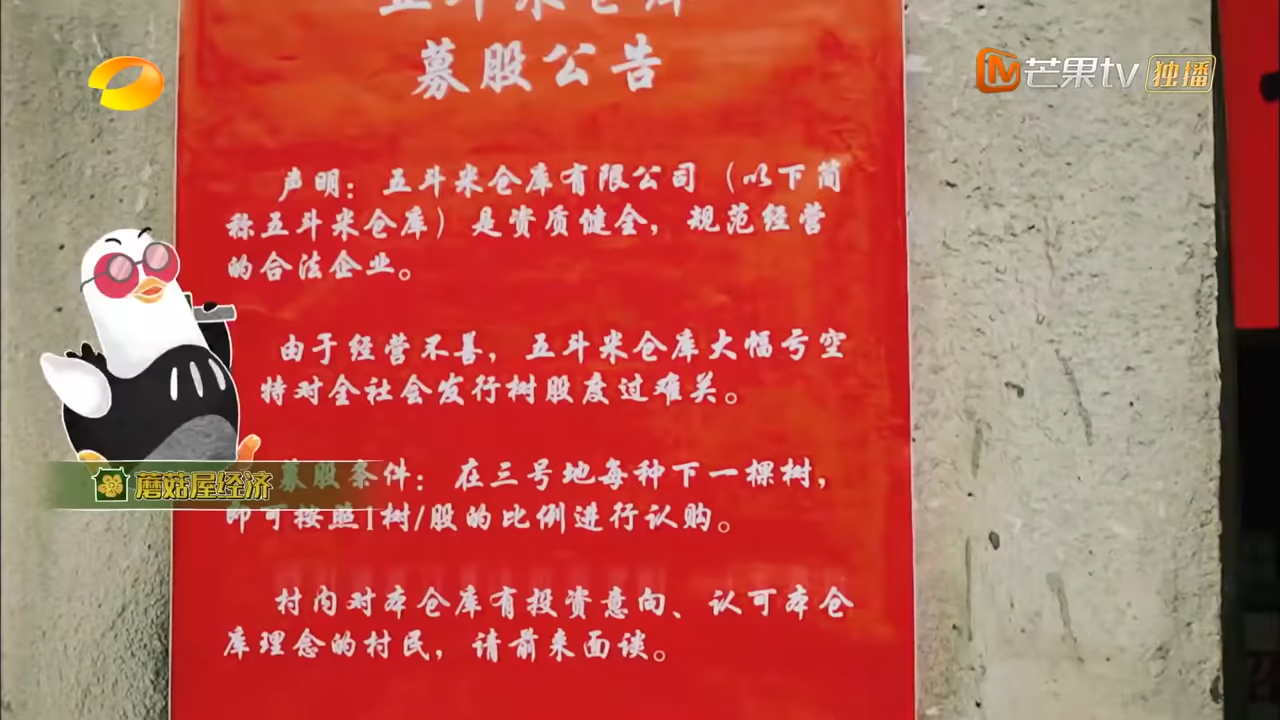 五斗米仓库
募股公告
芒果tv 独播
声明：五斗米仓库有限公司（以下简
称五斗米仓库）是资质健全，规范经营
的合法企业。
由于经营不善，五斗米仓库大幅亏空
特对全社会发行树股度过难关。
募股条件：在三号地每种下一棵树，
即可按照1树/股的比例进行认购。
蘑菇屋经济
村内对本仓库有投资意向、认可本仓
库理念的村民，请前来面谈。